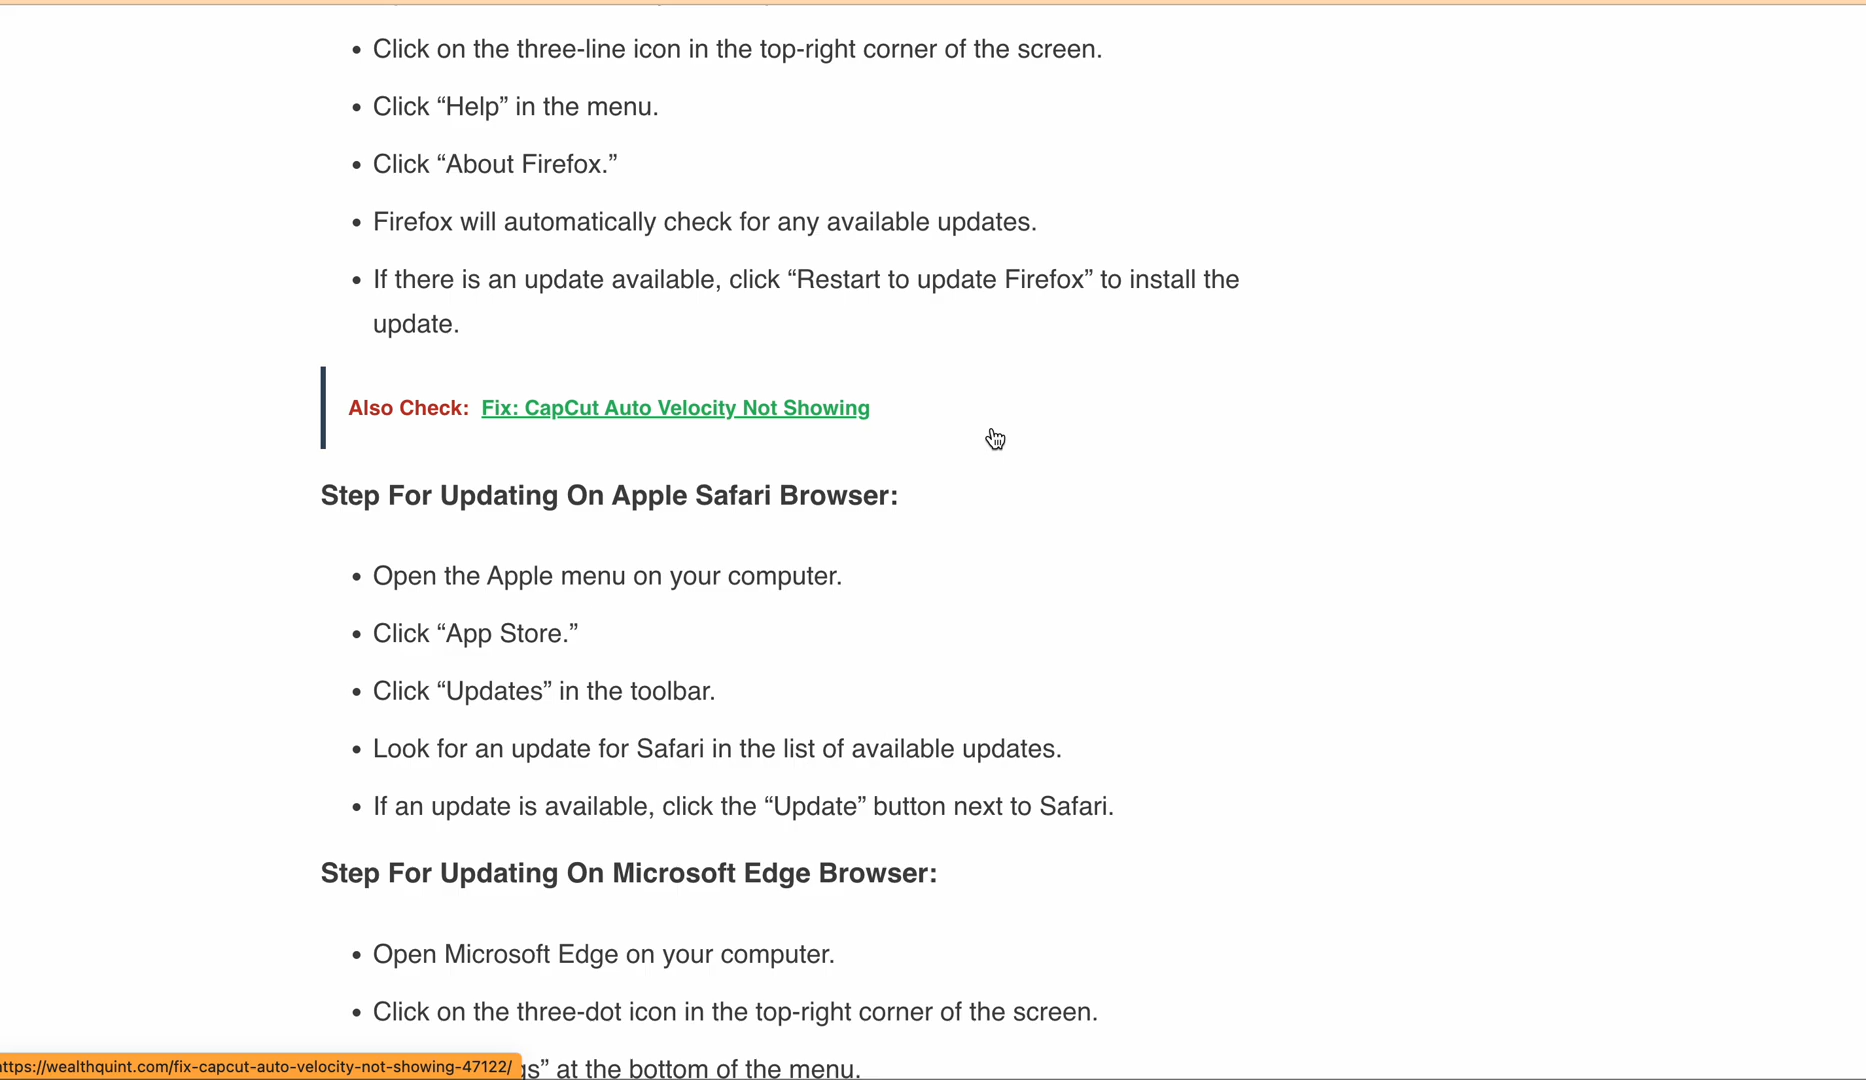 • Click on the three-line icon in the top-right corner of the screen.
• Click “Help” in the menu.
• Click “About Firefox.”
• Firefox will automatically check for any available updates.
• If there is an update available, click “Restart to update Firefox” to install the
update.
Also Check: Fix: CapCut Auto Velocity Not Showing
Step For Updating On Apple Safari Browser:
• Open the Apple menu on your computer.
• Click “App Store.”
• Click “Updates” in the toolbar.
• Look for an update for Safari in the list of available updates.
• If an update is available, click the “Update” button next to Safari.
Step For Updating On Microsoft Edge Browser:
• Open Microsoft Edge on your computer.
• Click on the three-dot icon in the top-right corner of the screen.
gs” at the bottom of the menu.
ttps://wealthquint.com/fix-capcut-auto-velocity-not-showing-47122/